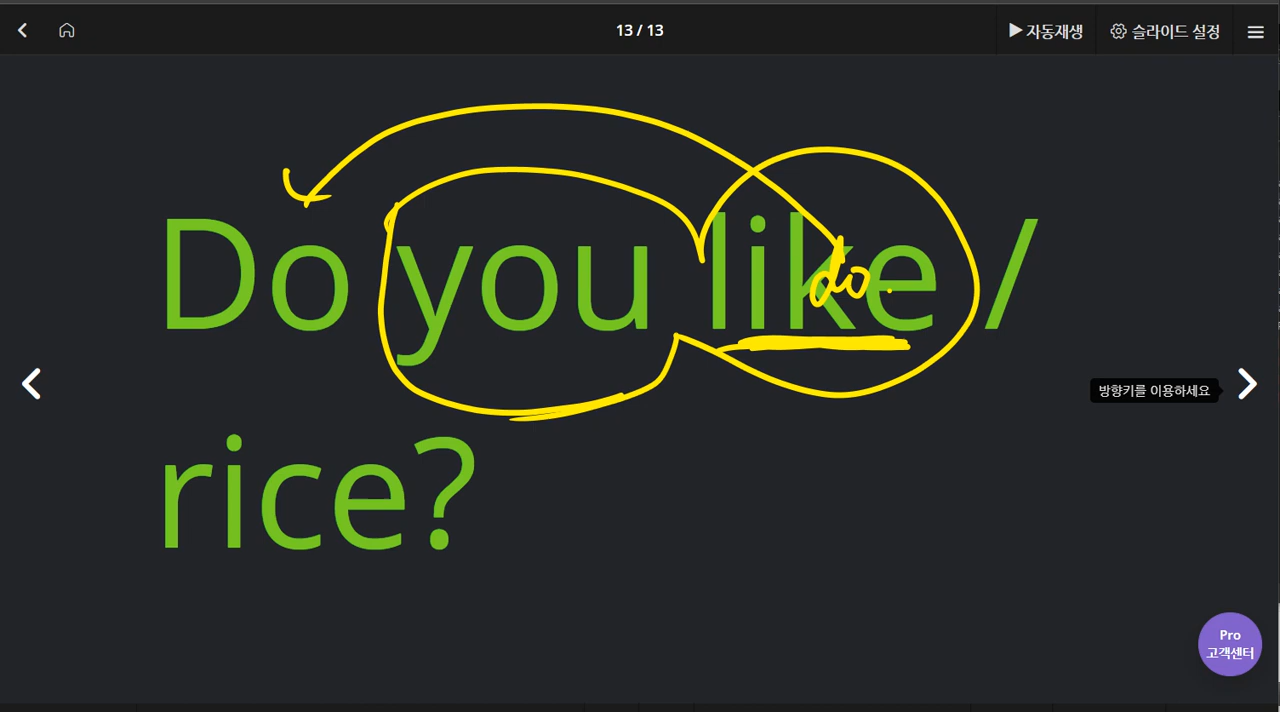 13 / 13
자동재생
슬라이드 설정
Do you like /
do
방향키를 이용하세요
rice?
Pro
고객센터